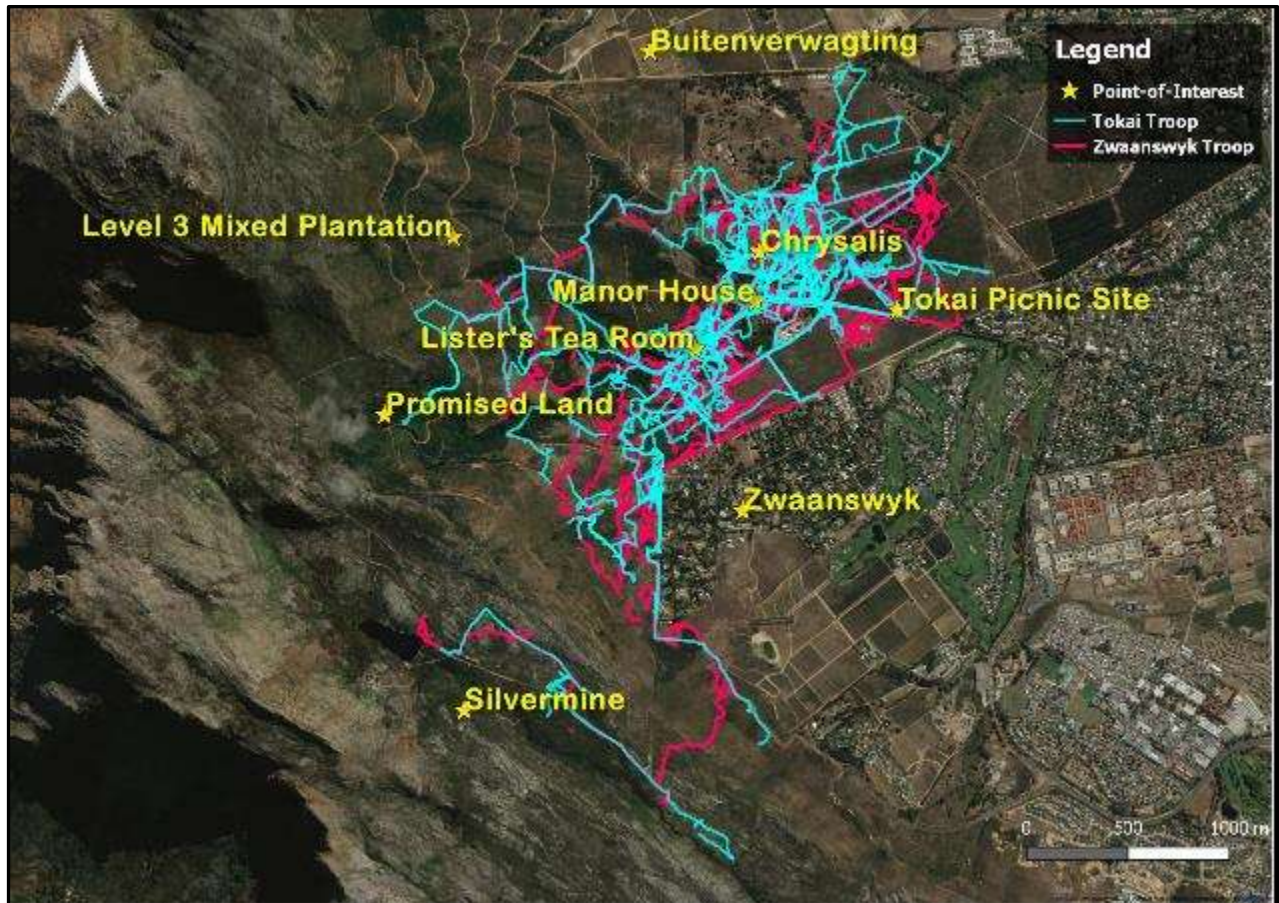 Buitenverwagting
Legend
Point-of-Interest
Tokai Troop
Zwaanswyk Troop
Level 3 Mixed Plantation
Chrysalis
Manor House
Tokai Picnic Site
Lister's Tea Room
Promised Land
Zwaanswyk
Silvermine
0 500 1000 m